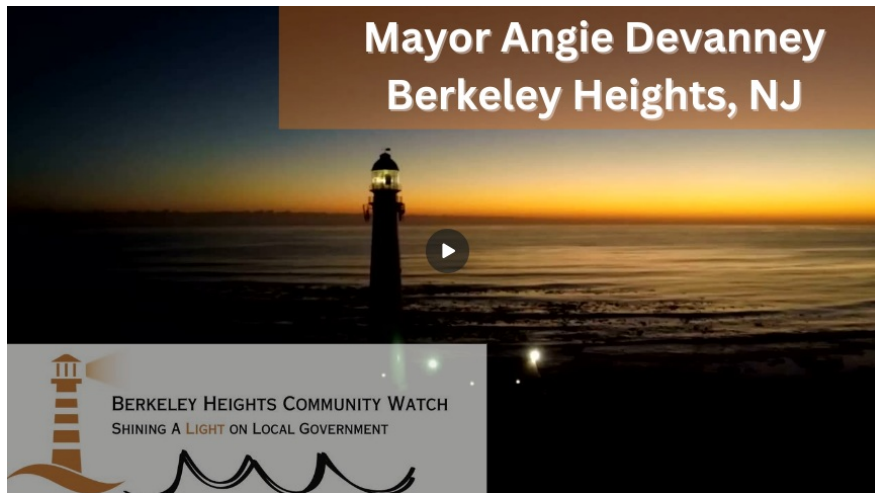 Mayor Angie Devanney
Berkeley Heights, NJ
BERKELEY HEIGHTS COMMUNITY WATCH
SHINING A LIGHT ON LOCAL GOVERNMENT